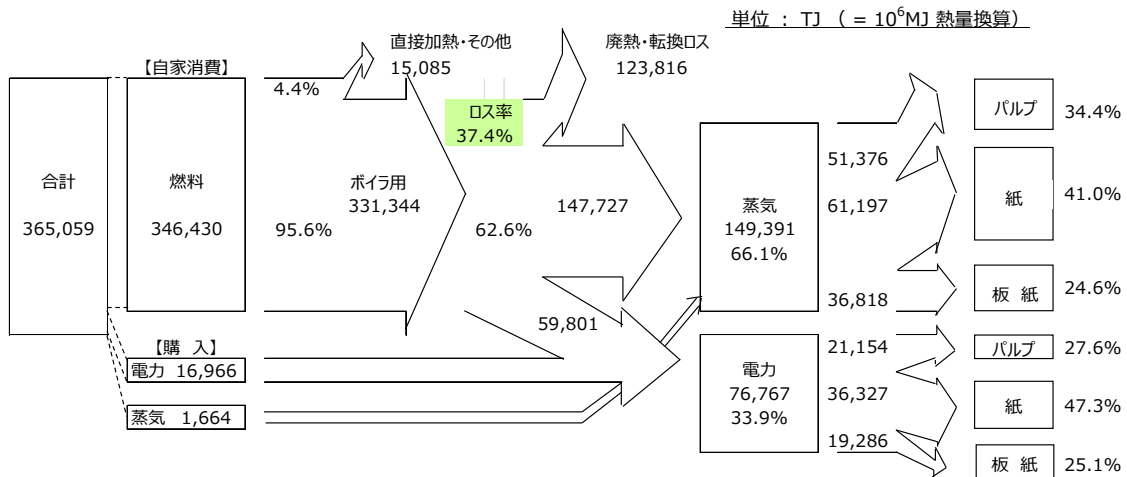 単位 : TJ ( = 10⁶MJ 熱量換算)
直接加熱・その他
15,085
廃熱・転換ロス
123,816
【自家消費】
4.4%
ロス率
37.4%
合計
365,059
燃料
346,430
95.6%
ボイラ用
331,344
62.6%
147,727
59,801
蒸気
149,391
66.1%
51,376
61,197
36,818
パルプ 34.4%
紙 41.0%
板 紙 24.6%
【購 入】
電力 16,966
蒸気 1,664
電力
76,767
33.9%
21,154
36,327
19,286
パルプ 27.6%
紙 47.3%
板 紙 25.1%